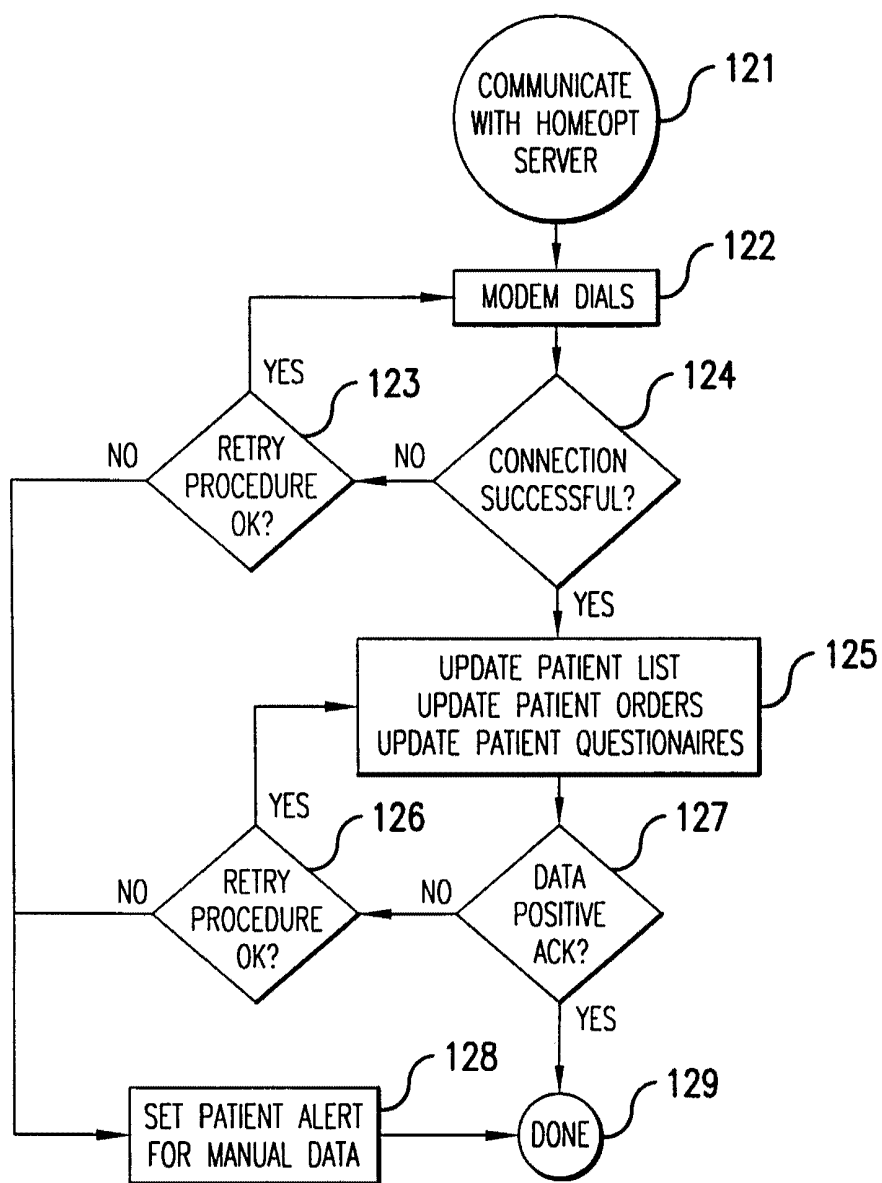 COMMUNICATE
WITH HOMEOPT
SERVER
121
MODEM DIALS
122
YES
123
124
NO
RETRY
PROCEDURE
OK?
NO
CONNECTION
SUCCESSFUL?
YES
UPDATE PATIENT LIST
UPDATE PATIENT ORDERS
UPDATE PATIENT QUESTIONAIRES
125
YES
126
127
NO
RETRY
PROCEDURE
OK?
NO
DATA
POSITIVE
ACK?
YES
128
SET PATIENT ALERT
FOR MANUAL DATA
DONE
129